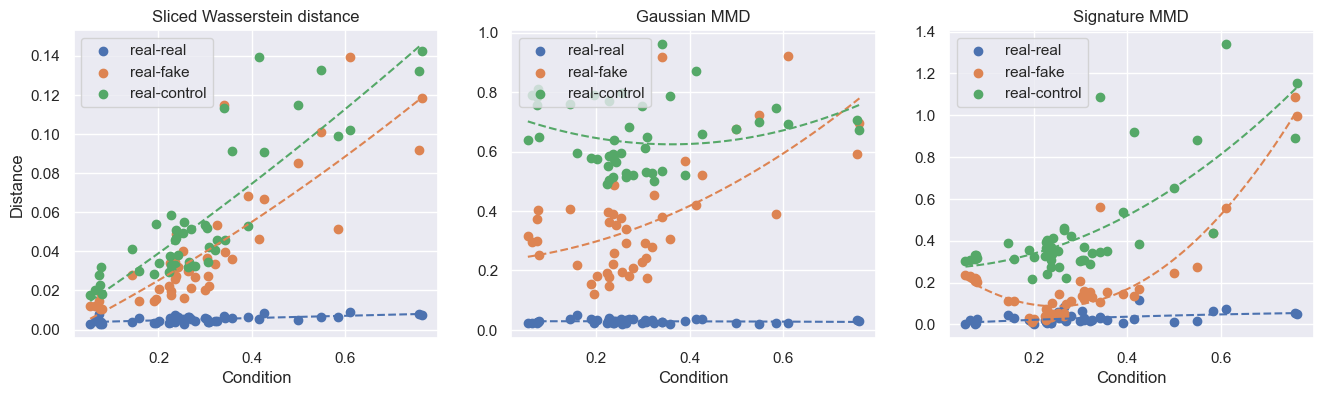 Sliced Wasserstein distance
real-real
real-fake
real-control
0.14
0.12
0.10
0.08
0.06
0.04
0.02
0.00
Distance
0.2 0.4 0.6
Condition
Gaussian MMD
real-real
real-fake
real-control
1.0
0.8
0.6
0.4
0.2
0.0
0.2 0.4 0.6
Condition
Signature MMD
real-real
real-fake
real-control
1.4
1.2
1.0
0.8
0.6
0.4
0.2
0.0
0.2 0.4 0.6
Condition